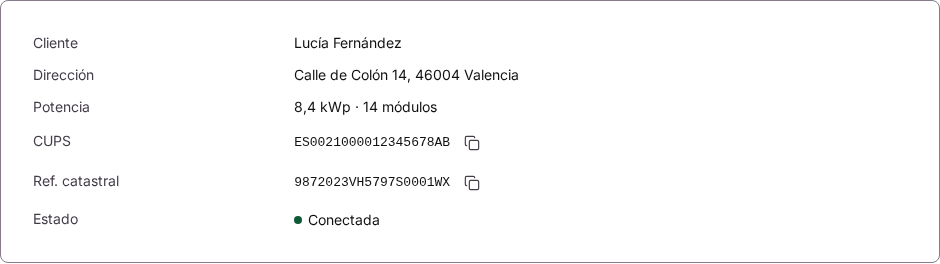 Cliente Lucía Fernández
Dirección Calle de Colón 14, 46004 Valencia
Potencia 8,4 kWp · 14 módulos
CUPS ES0021000012345678AB
Ref. catastral 9872023VH5797S0001WX
Estado Conectada